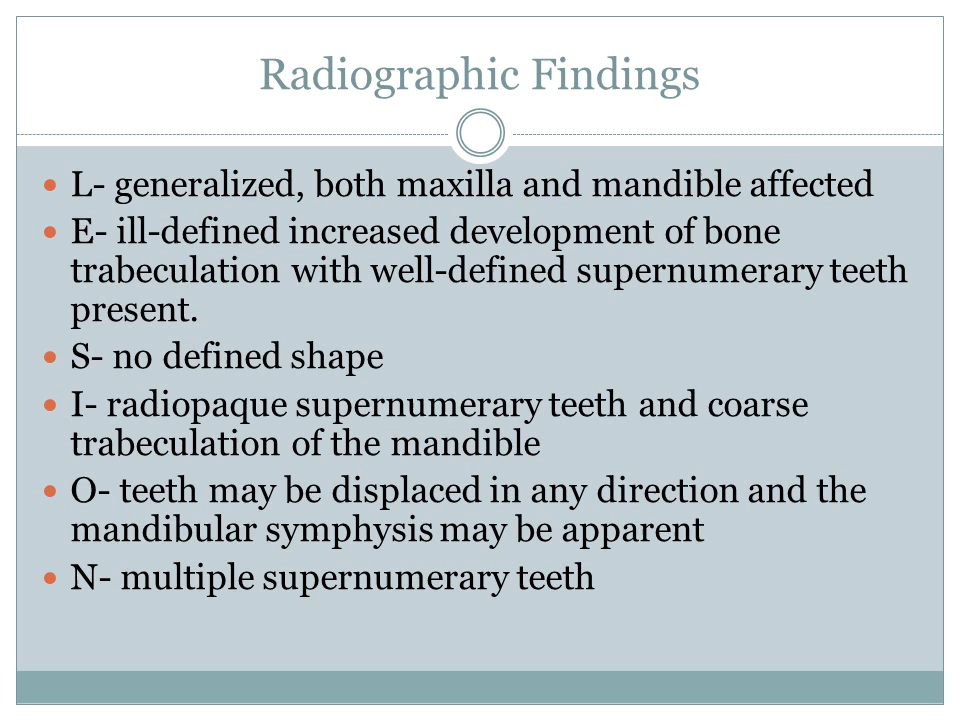 Radiographic Findings
L- generalized, both maxilla and mandible affected
E- ill-defined increased development of bone
trabeculation with well-defined supernumerary teeth
present.
S- no defined shape
I- radiopaque supernumerary teeth and coarse
trabeculation of the mandible
O- teeth may be displaced in any direction and the
mandibular symphysis may be apparent
N- multiple supernumerary teeth